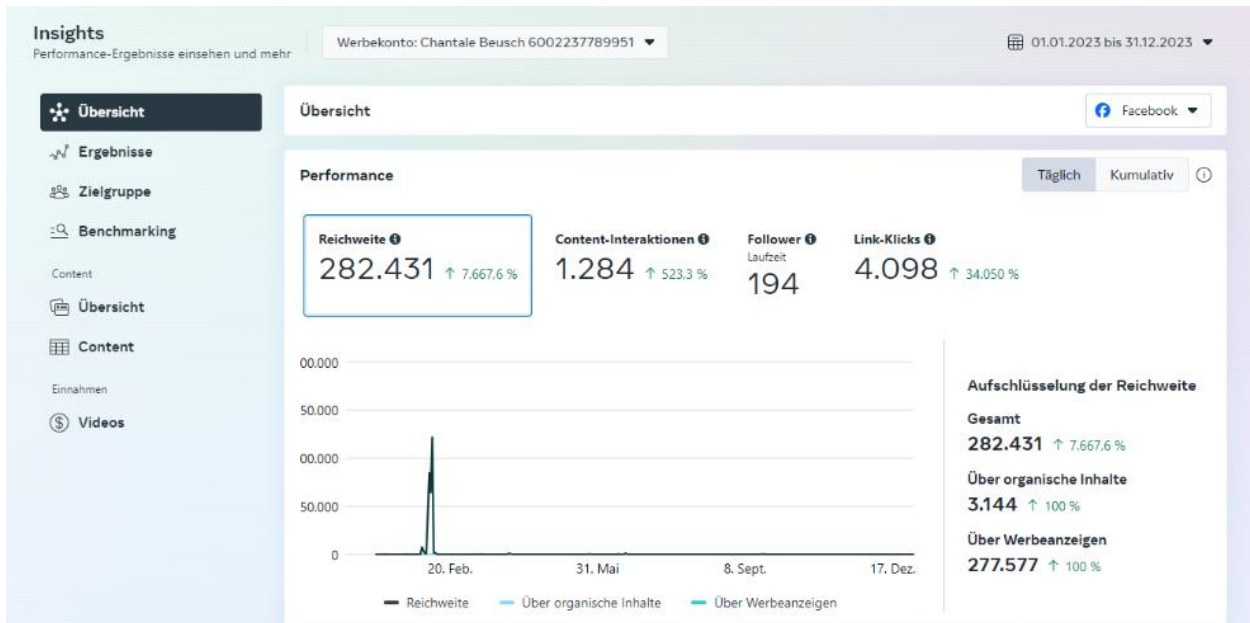 Insights
Performance-Ergebnisse einsehen und mehr
Werbekonto: Chantale Beusch 6002237789951
01.01.2023 bis 31.12.2023
Übersicht
Ergebnisse
Zielgruppe
Benchmarking
Content
Übersicht
Content
Einnahmen
Videos
Übersicht
Facebook
Performance
Täglich
Kumulativ
Reichweite
282.431 ↑ 7.667,6 %
Content-Interaktionen
1.284 ↑ 523,3 %
Follower
Laufzeit
194
Link-Klicks
4.098 ↑ 34.050 %
00.000
50.000
00.000
50.000
0
20. Feb. 31. Mai 8. Sept. 17. Dez.
Reichweite Über organische Inhalte Über Werbeanzeigen
Aufschlüsselung der Reichweite
Gesamt
282.431 ↑ 7.667,6 %
Über organische Inhalte
3.144 ↑ 100 %
Über Werbeanzeigen
277.577 ↑ 100 %